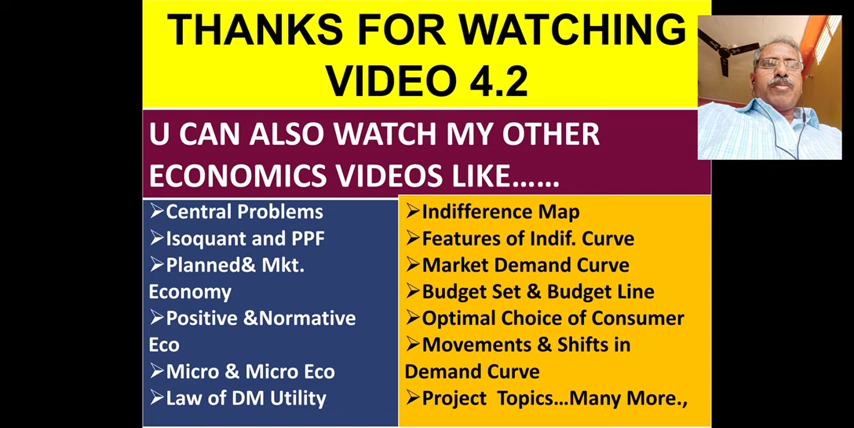 THANKS FOR WATCHING
VIDEO 4.2
U CAN ALSO WATCH MY OTHER
ECONOMICS VIDEOS LIKE……
➢Central Problems
➢Isoquant and PPF
➢Planned& Mkt.
Economy
➢Positive &Normative
Eco
➢Micro & Micro Eco
➢Law of DM Utility
➢Indifference Map
➢Features of Indif. Curve
➢Market Demand Curve
➢Budget Set & Budget Line
➢Optimal Choice of Consumer
➢Movements & Shifts in
Demand Curve
➢Project Topics…Many More.,